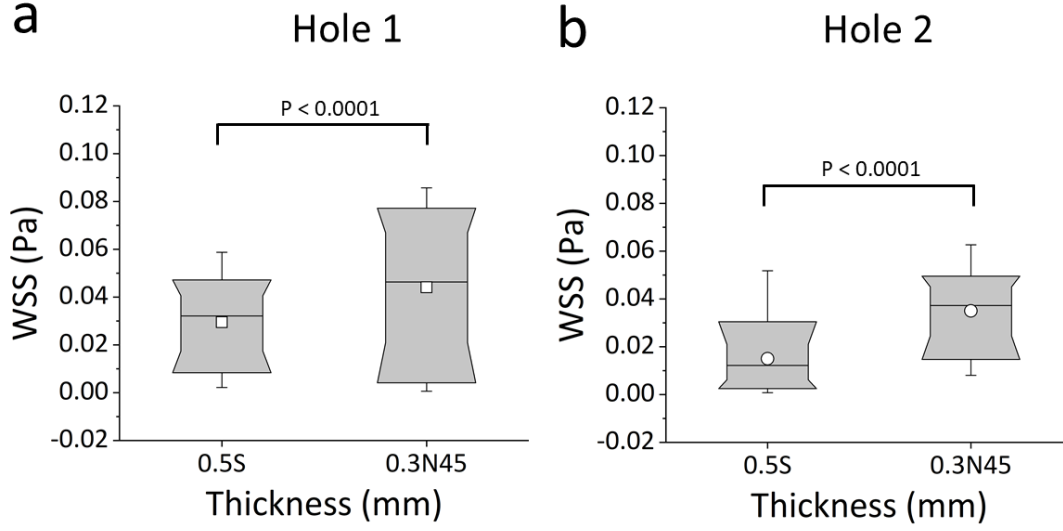 a
Hole 1
P < 0.0001
0.12
0.10
0.08
0.06
0.04
0.02
0.00
-0.02
WSS (Pa)
0.5S
0.3N45
Thickness (mm)
b
Hole 2
P < 0.0001
0.12
0.10
0.08
0.06
0.04
0.02
0.00
-0.02
WSS (Pa)
0.5S
0.3N45
Thickness (mm)